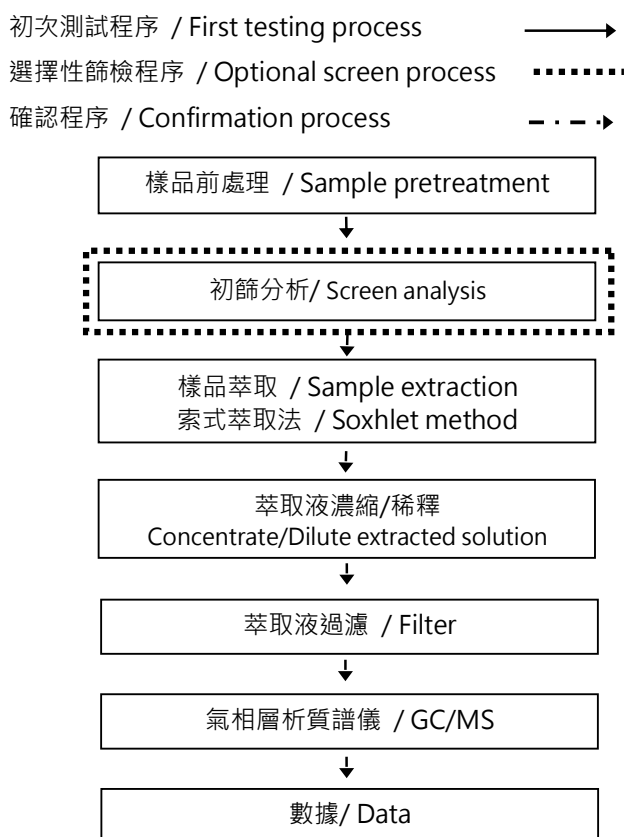 初次測試程序 / First testing process
選擇性篩檢程序 / Optional screen process
確認程序 / Confirmation process
樣品前處理 / Sample pretreatment
初篩分析/ Screen analysis
樣品萃取 / Sample extraction
索式萃取法 / Soxhlet method
萃取液濃縮/稀釋
Concentrate/Dilute extracted solution
萃取液過濾 / Filter
氣相層析質譜儀 / GC/MS
數據/ Data